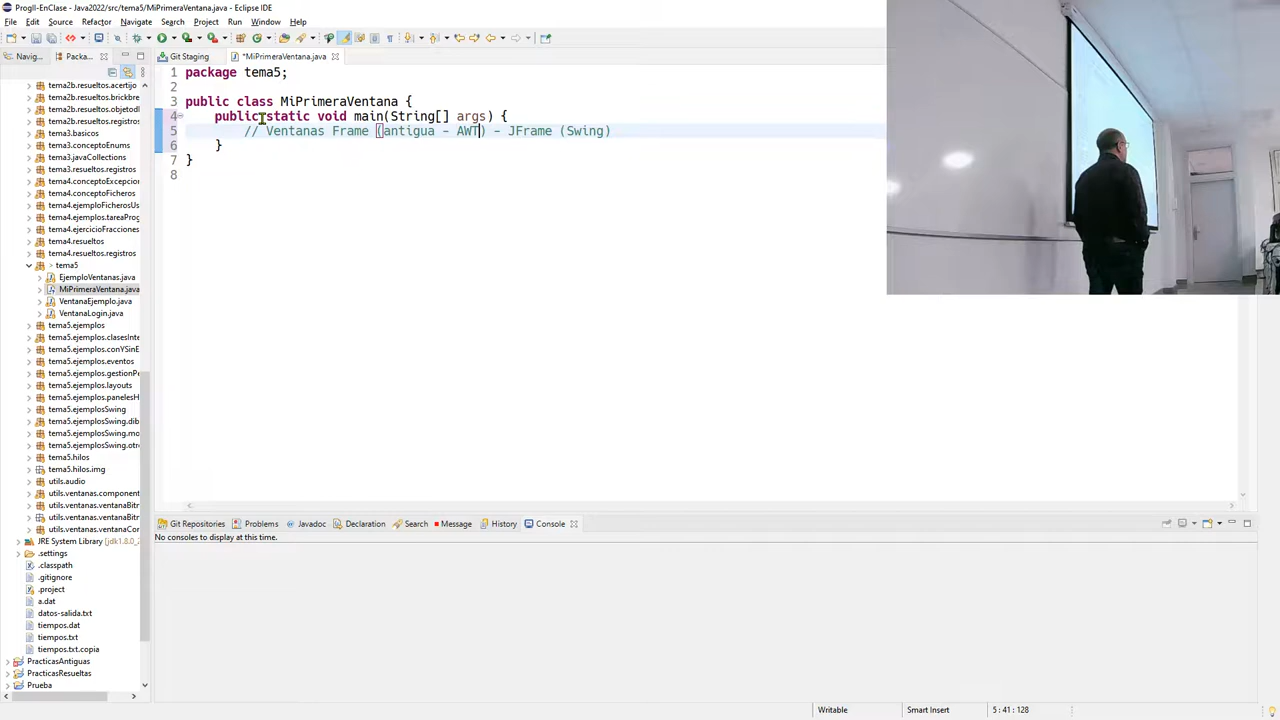 ProgII-EnClase - Java2022/src/tema5/MiPrimeraVentana.java - Eclipse IDE
File Edit Source Refactor Navigate Search Project Run Window Help
Navig... Packa... Git Staging *MiPrimeraVentana.java
1 package tema5;
2
3 public class MiPrimeraVentana {
4 public static void main(String[] args) {
5 // Ventanas Frame (antigua - AWT) - JFrame (Swing)
6 }
7 }
8
tema2b.resueltos.acertijo
tema2b.resueltos.brickbre
tema2b.resueltos.objetod
tema2b.resueltos.registros
tema3.basicos
tema3.conceptoEnums
tema3.javaCollections
tema3.resueltos.registros
tema4.conceptoExcepcion
tema4.conceptoFicheros
tema4.ejemploFicherosUs
tema4.ejemplos.tareaProg
tema4.ejercicioFracciones
tema4.resueltos
tema4.resueltos.registros
> tema5
EjemploVentanas.java
MiPrimeraVentana.java
VentanaEjemplo.java
VentanaLogin.java
tema5.ejemplos
tema5.ejemplos.clasesInte
tema5.ejemplos.conYSinE
tema5.ejemplos.eventos
tema5.ejemplos.gestionPe
tema5.ejemplos.layouts
tema5.ejemplos.panelesH
tema5.ejemplosSwing
tema5.ejemplosSwing.dib
tema5.ejemplosSwing.mo
tema5.ejemplosSwing.otro
tema5.hilos
tema5.hilos.img
utils.audio
utils.ventanas.component
utils.ventanas.ventanaBitr
utils.ventanas.ventanaBitr
utils.ventanas.ventanaCor
JRE System Library [jdk1.8.0_2
.settings
.classpath
.gitignore
.project
a.dat
datos-salida.txt
tiempos.dat
tiempos.txt
tiempos.txt.copia
PracticasAntiguas
PracticasResueltas
Prueba
Git Repositories Problems Javadoc Declaration Search Message History Console
No consoles to display at this time.
Writable Smart Insert 5 : 41 : 128